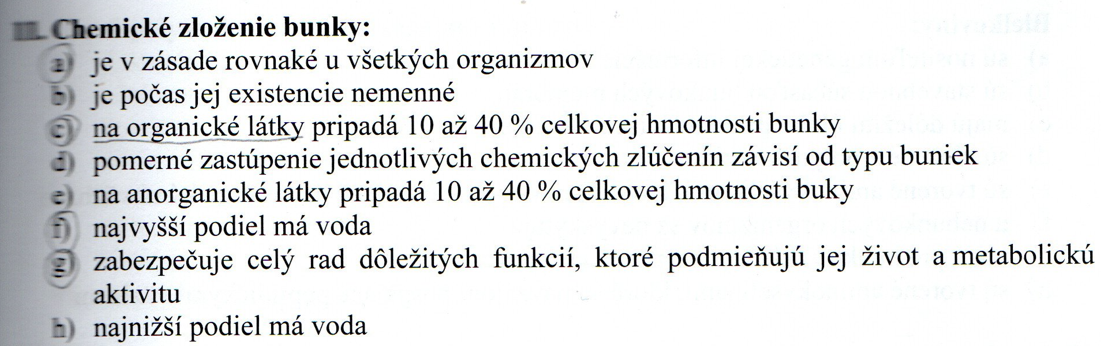 III. Chemické zloženie bunky:
a) je v zásade rovnaké u všetkých organizmov
b) je počas jej existencie nemenné
c) na organické látky pripadá 10 až 40 % celkovej hmotnosti bunky
d) pomerné zastúpenie jednotlivých chemických zlúčenín závisí od typu buniek
e) na anorganické látky pripadá 10 až 40 % celkovej hmotnosti buky
f) najvyšší podiel má voda
g) zabezpečuje celý rad dôležitých funkcií, ktoré podmieňujú jej život a metabolickú
aktivitu
h) najnižší podiel má voda